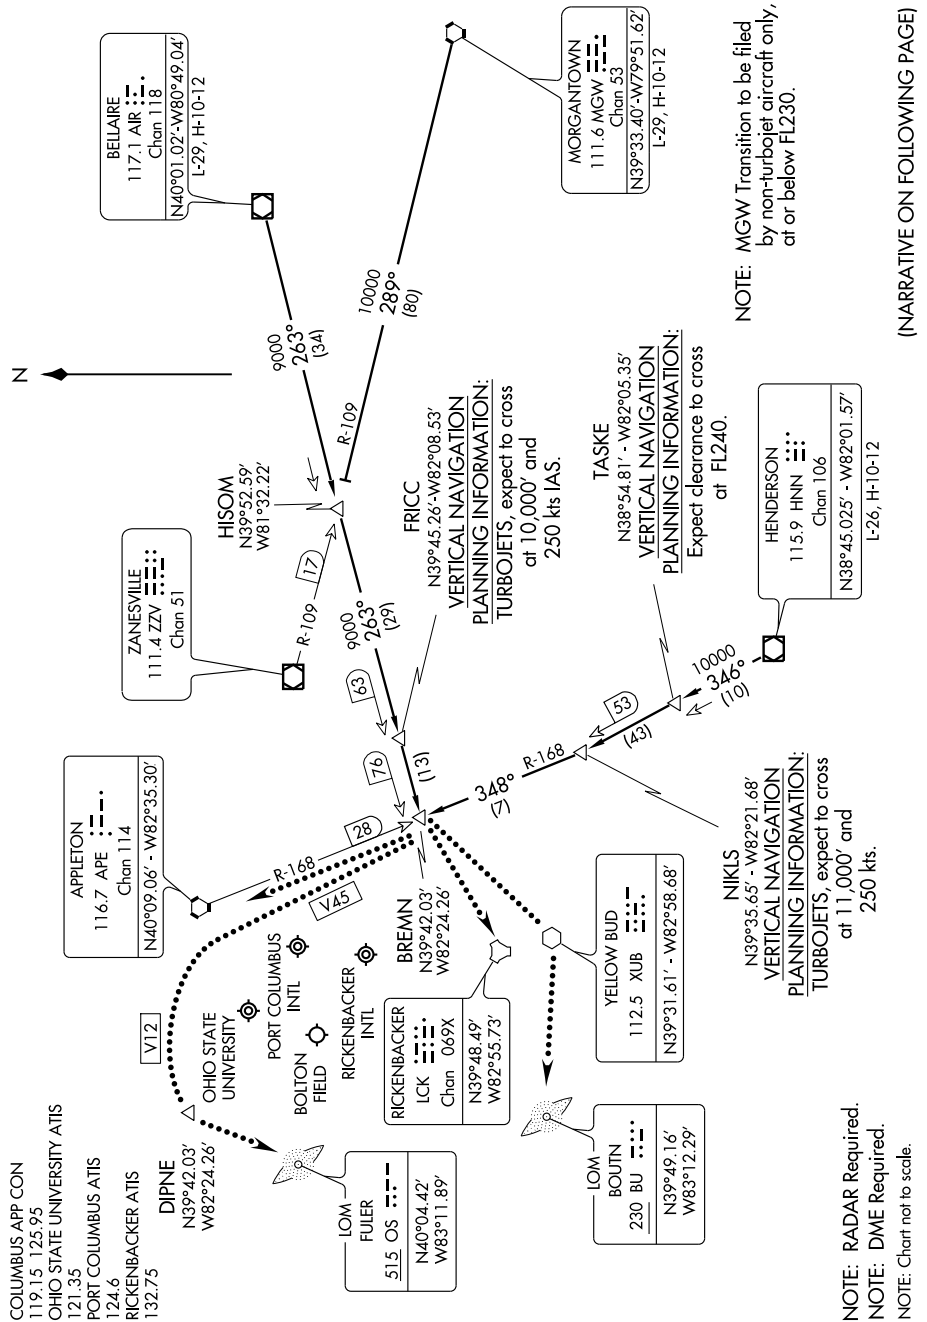 COLUMBUS APP CON
119.15 125.95
OHIO STATE UNIVERSITY ATIS
121.35
PORT COLUMBUS ATIS
124.6
RICKENBACKER ATIS
132.75
APPLETON
116.7 APE
Chan 114
N40°09.06' - W82°35.30'
ZANESVILLE
111.4 ZZV
Chan 51
BELLAIRE
117.1 AIR
Chan 118
N40°01.02'-W80°49.04'
L-29, H-10-12
N
HISOM
N39°52.59'
W81°32.22'
V12
DIPNE
N39°42.03'
W82°24.26'
OHIO STATE
UNIVERSITY
PORT COLUMBUS
INTL
BOLTON
FIELD
RICKENBACKER
INTL
V45
R-168
28
76
63
R-109
17
9000
263°
(34)
9000
263°
(29)
(13)
R-109
10000
289°
(80)
MORGANTOWN
111.6 MGW
Chan 53
N39°33.40'-W79°51.62'
L-29, H-10-12
LOM
FULER
515 OS
N40°04.42'
W83°11.89'
RICKENBACKER
LCK
Chan 069X
N39°48.49'
W82°55.73'
BREMN
N39°42.03'
W82°24.26'
FRICC
N39°45.26'-W82°08.53'
VERTICAL NAVIGATION
PLANNING INFORMATION:
TURBOJETS, expect to cross
at 10,000' and
250 kts IAS.
348°
(7)
R-168
53
(43)
10000
346°
(10)
TASKE
N38°54.81' - W82°05.35'
VERTICAL NAVIGATION
PLANNING INFORMATION:
Expect clearance to cross
at FL240.
LOM
BOUTN
230 BU
N39°49.16'
W83°12.29'
YELLOW BUD
112.5 XUB
N39°31.61' - W82°58.68'
NIKLS
N39°35.65' - W82°21.68'
VERTICAL NAVIGATION
PLANNING INFORMATION:
TURBOJETS, expect to cross
at 11,000' and
250 kts.
HENDERSON
115.9 HNN
Chan 106
N38°45.025' - W82°01.57'
L-26, H-10-12
NOTE: MGW Transition to be filed
by non-turbojet aircraft only,
at or below FL230.
NOTE: RADAR Required.
NOTE: DME Required.
NOTE: Chart not to scale.
(NARRATIVE ON FOLLOWING PAGE)